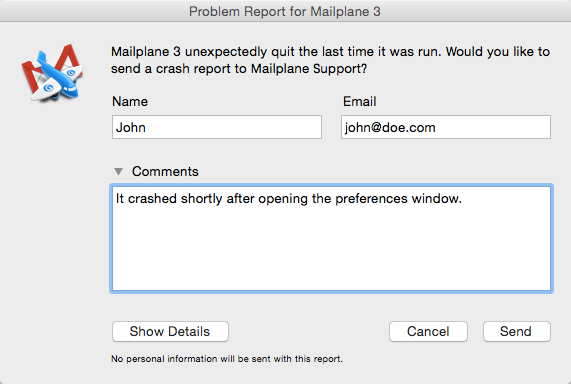 Problem Report for Mailplane 3
Mailplane 3 unexpectedly quit the last time it was run. Would you like to
send a crash report to Mailplane Support?
Name Email
John john@doe.com
Comments
It crashed shortly after opening the preferences window.
Show Details Cancel Send
No personal information will be sent with this report.